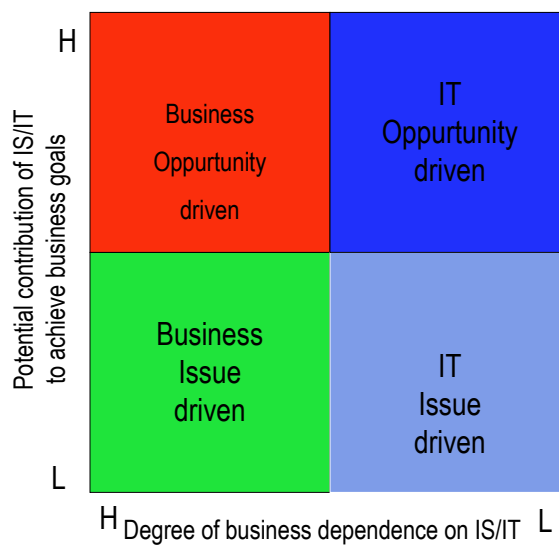 H
Potential contribution of IS/IT
to achieve business goals
L
Business
Oppurtunity
driven
IT
Oppurtunity
driven
Business
Issue
driven
IT
Issue
driven
H
Degree of business dependence on IS/IT
L